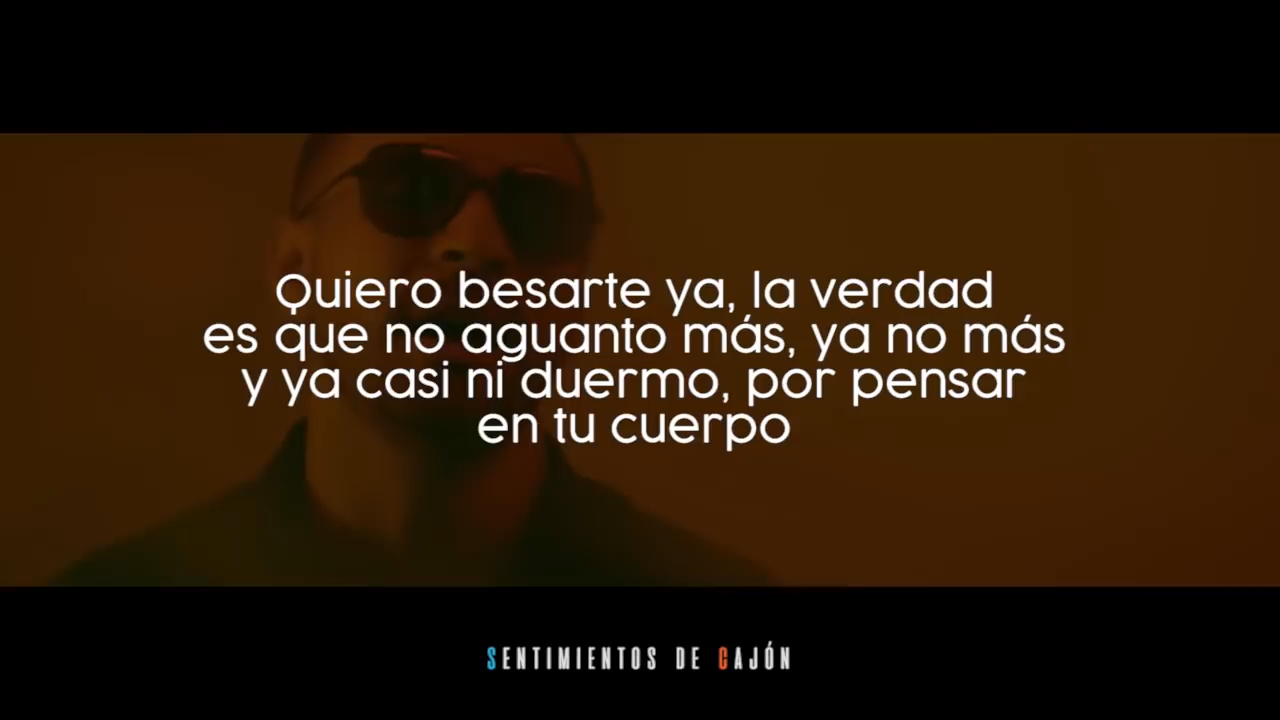 Quiero besarte ya, la verdad
es que no aguanto más, ya no más
y ya casi ni duermo, por pensar
en tu cuerpo
SENTIMIENTOS DE CAJÓN